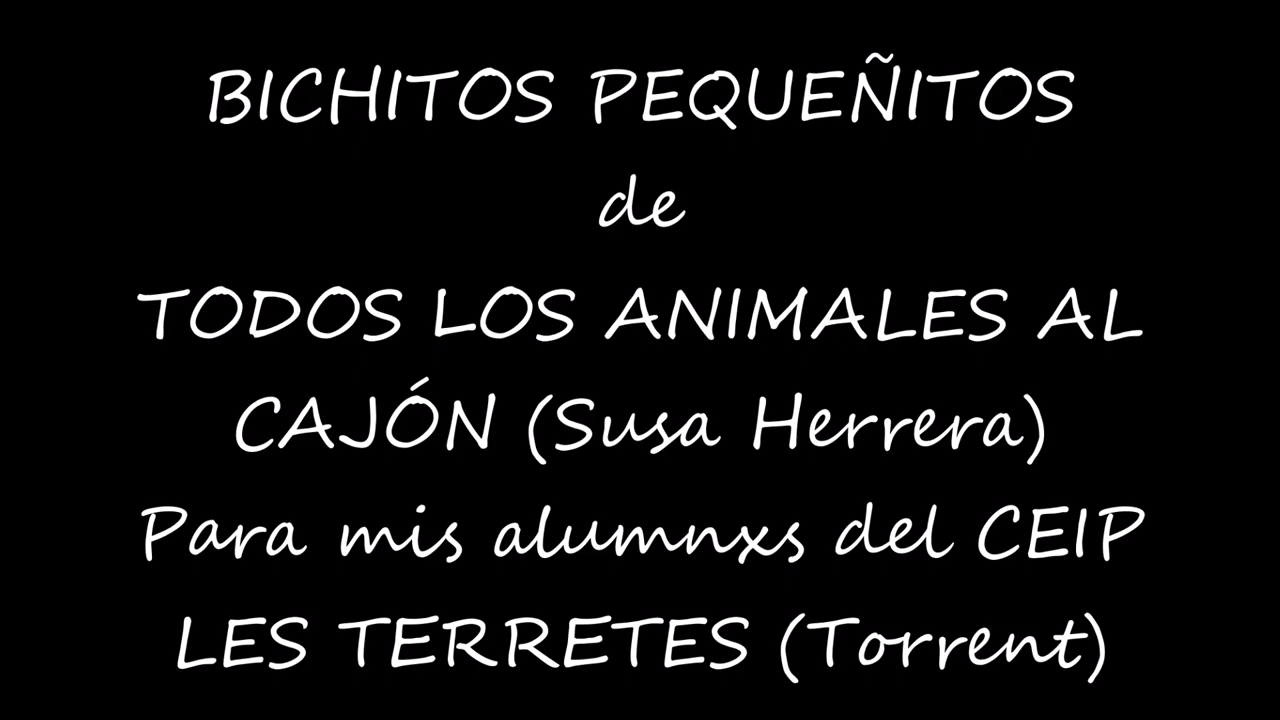 BICHITOS PEQUEÑITOS
de
TODOS LOS ANIMALES AL
CAJÓN (Susa Herrera)
Para mis alumnxs del CEIP
LES TERRETES (Torrent)